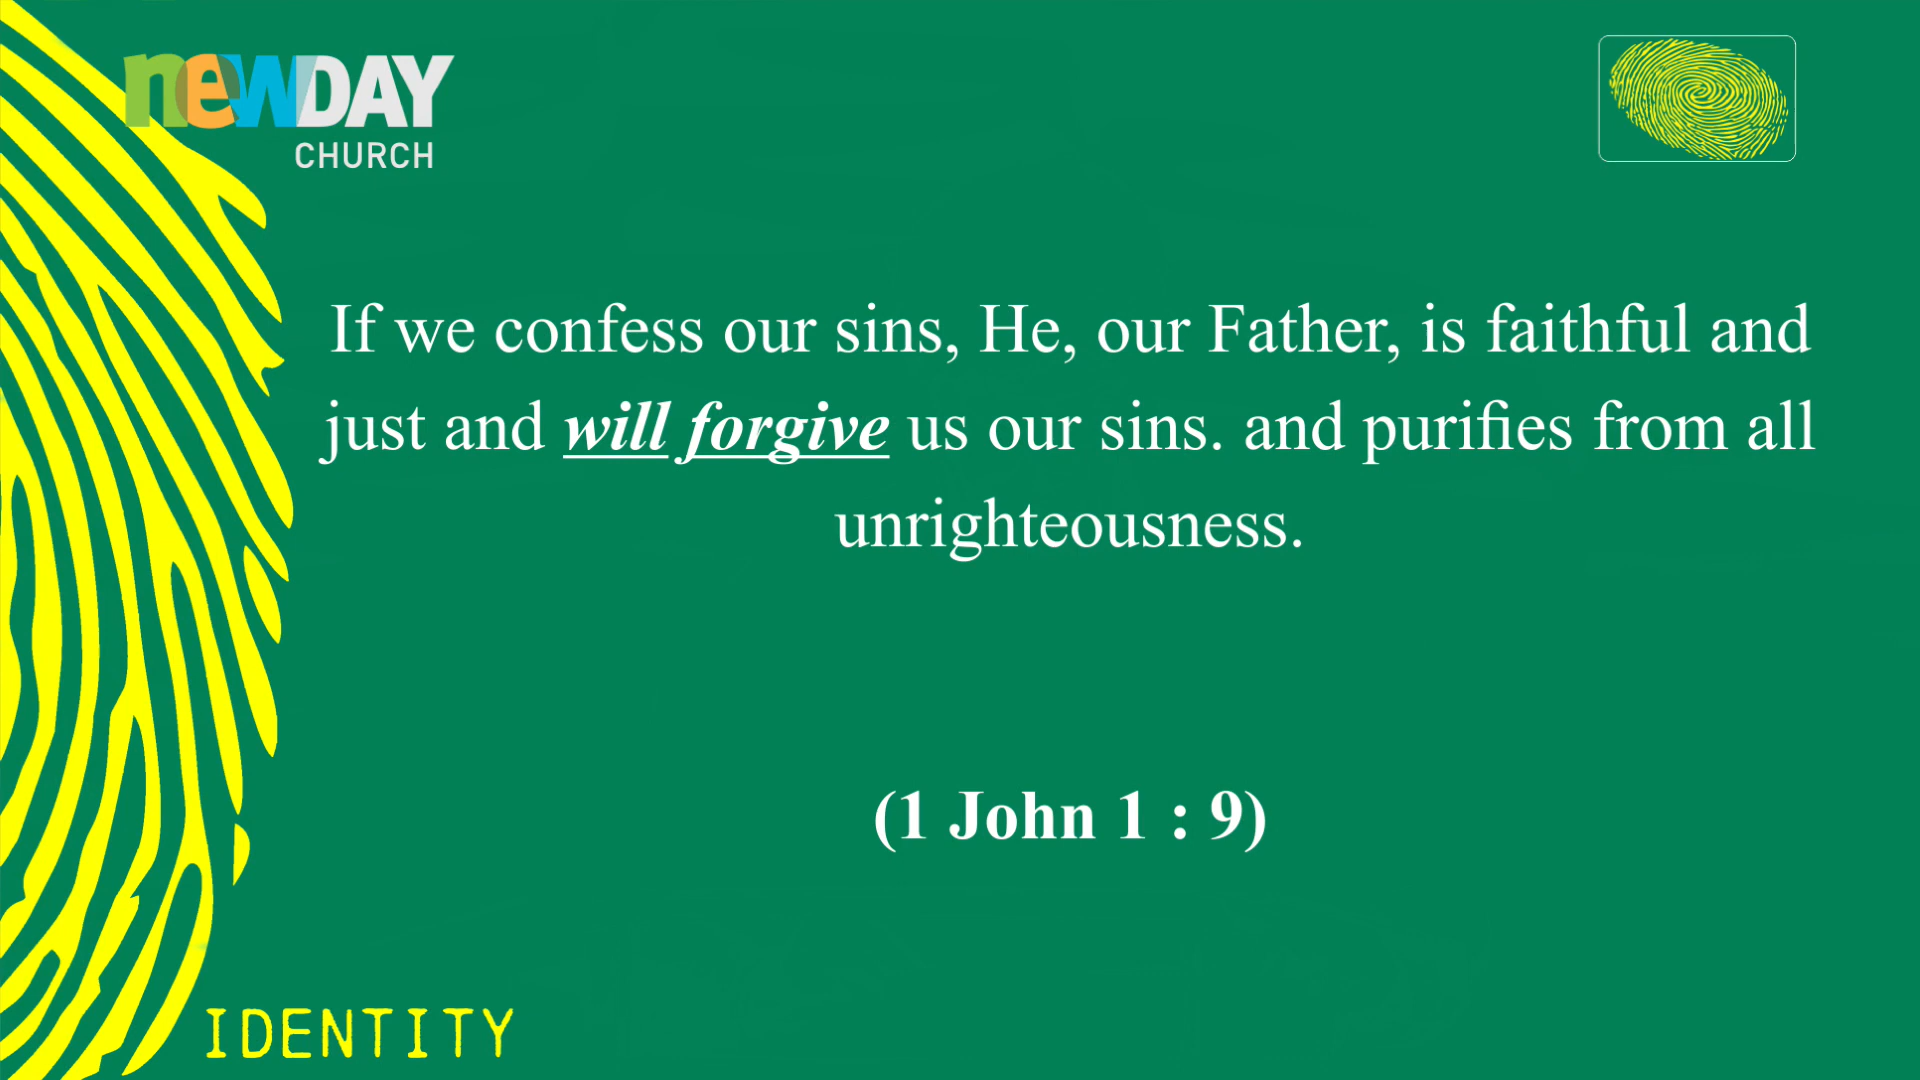 newDAY
CHURCH
If we confess our sins, He, our Father, is faithful and
just and will forgive us our sins. and purifies from all
unrighteousness.
(1 John 1 : 9)
IDENTITY